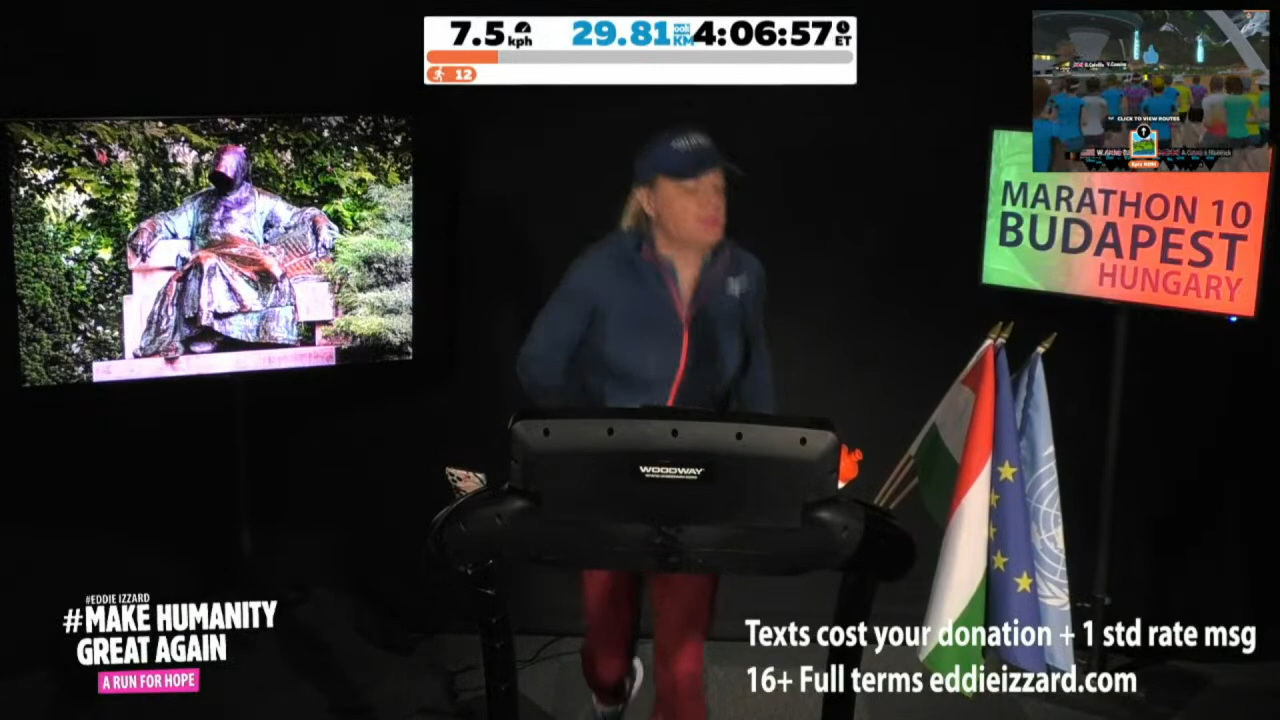 7.5 kph 29.81 KM 4:06:57 ET
12
CLICK TO VIEW ROUTES
MARATHON 10
BUDAPEST
HUNGARY
WOODWAY
#EDDIE IZZARD
#MAKE HUMANITY
GREAT AGAIN
A RUN FOR HOPE
Texts cost your donation + 1 std rate msg
16+ Full terms eddieizzard.com